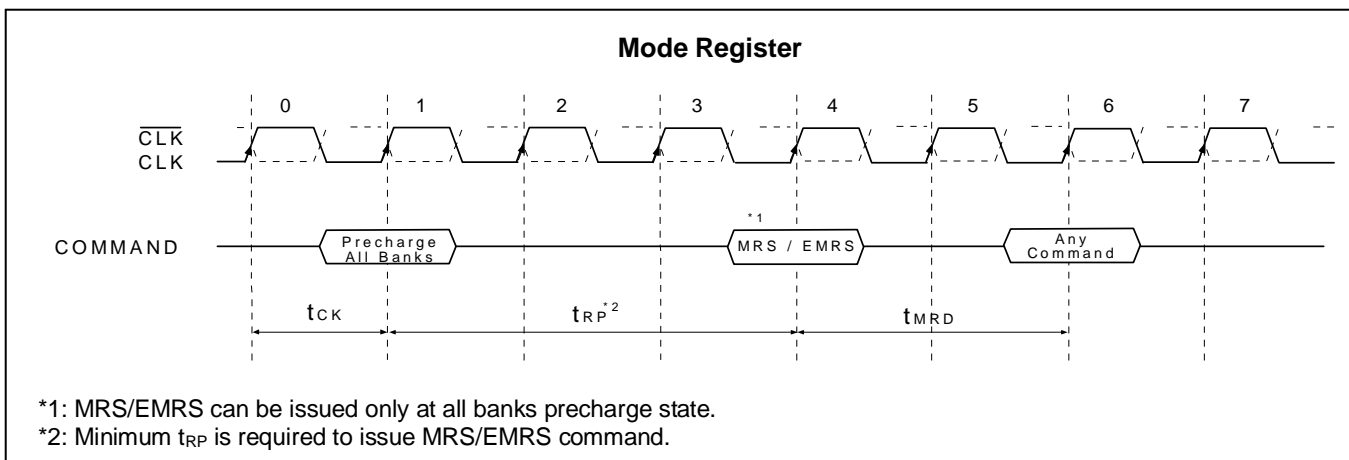 Mode Register
0 1 2 3 4 5 6 7
CLK
CLK
COMMAND
Precharge
All Banks
*1
MRS / EMRS
Any
Command
tCK
tRP*2
tMRD
*1: MRS/EMRS can be issued only at all banks precharge state.
*2: Minimum tRP is required to issue MRS/EMRS command.